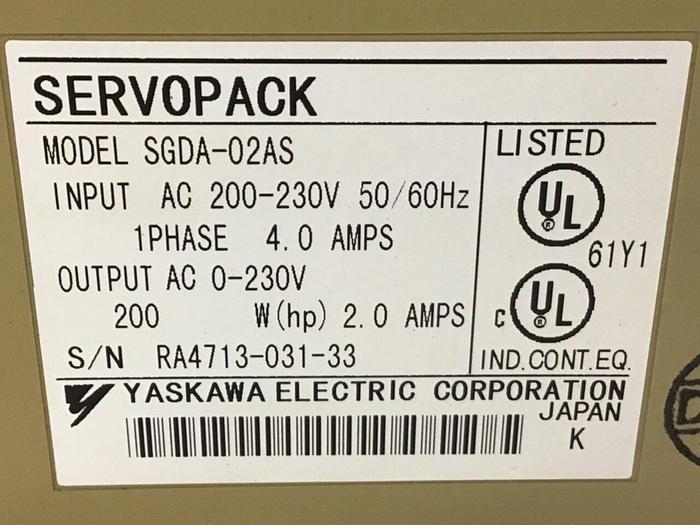 SERVOPACK
MODEL SGDA-02AS
INPUT AC 200-230V 50/60Hz
1PHASE 4.0 AMPS
OUTPUT AC 0-230V
200 W(hp) 2.0 AMPS
S/N RA4713-031-33
LISTED
UL
®
61Y1
C UL
®
IND.CONT.EQ.
YASKAWA ELECTRIC CORPORATION
JAPAN
K